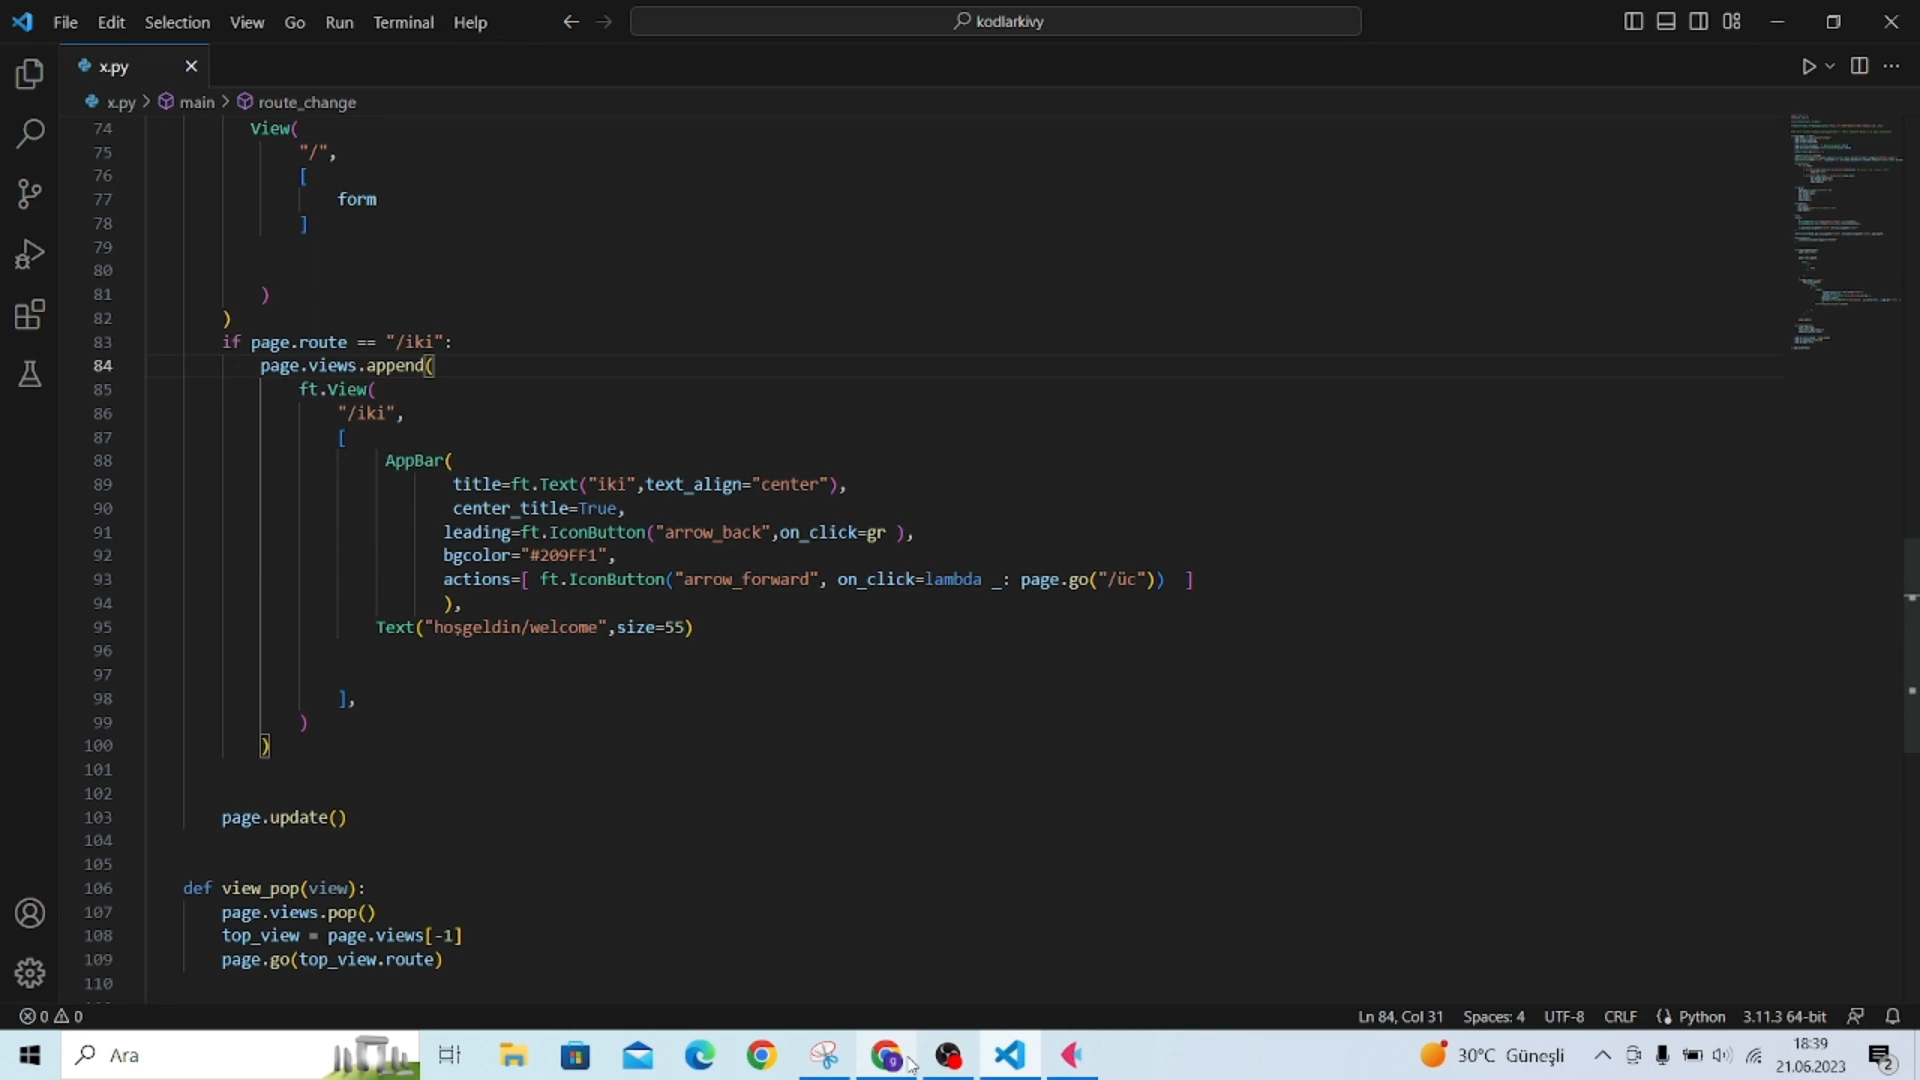 File Edit Selection View Go Run Terminal Help
kodlarkivy
x.py
x.py > main > route_change
74 View(
75 "/",
76 [
77 form
78 ]
79
80
81 )
82 )
83 if page.route == "/iki":
84 page.views.append(
85 ft.View(
86 "/iki",
87 [
88 AppBar(
89 title=ft.Text("iki",text_align="center"),
90 center_title=True,
91 leading=ft.IconButton("arrow_back",on_click=gr ),
92 bgcolor="#209FF1",
93 actions=[ ft.IconButton("arrow_forward", on_click=lambda _: page.go("/üc")) ]
94 ),
95 Text("hoşgeldin/welcome",size=55)
96
97
98 ],
99 )
100 )
101
102
103 page.update()
104
105
106 def view_pop(view):
107 page.views.pop()
108 top_view = page.views[-1]
109 page.go(top_view.route)
110
0 0 Ln 84, Col 31 Spaces: 4 UTF-8 CRLF Python 3.11.3 64-bit
Ara 9 30°C Güneşli 18:39
21.06.2023 2